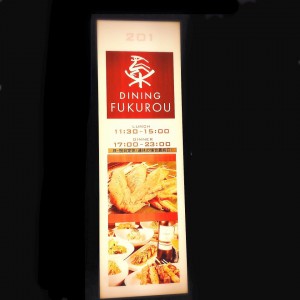 201
DINING
FUKUROU
LUNCH
11:30-15:00
DINNER
17:00-23:00